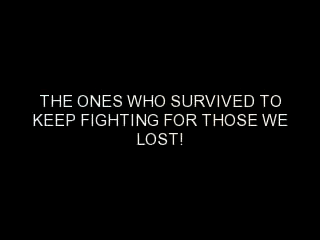 THE ONES WHO SURVIVED TO
KEEP FIGHTING FOR THOSE WE
LOST!